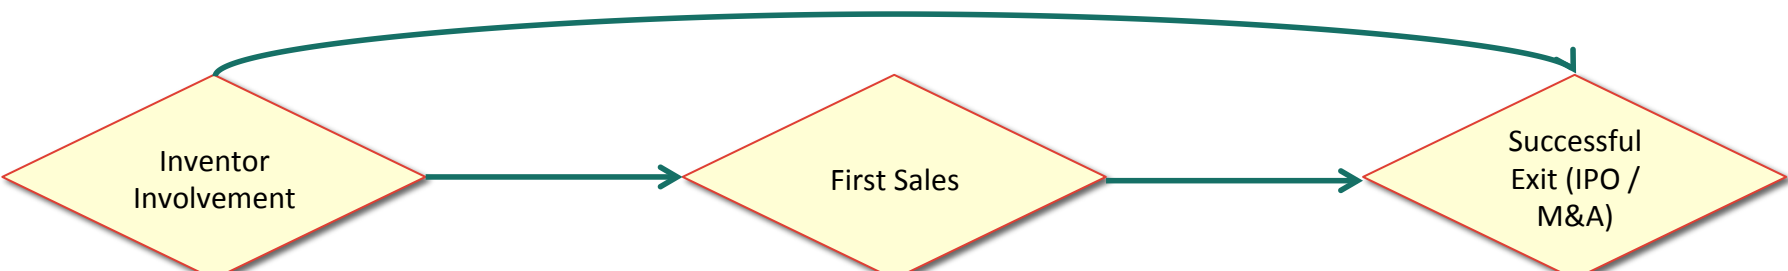 Inventor
Involvement
First Sales
Successful
Exit (IPO /
M&A)